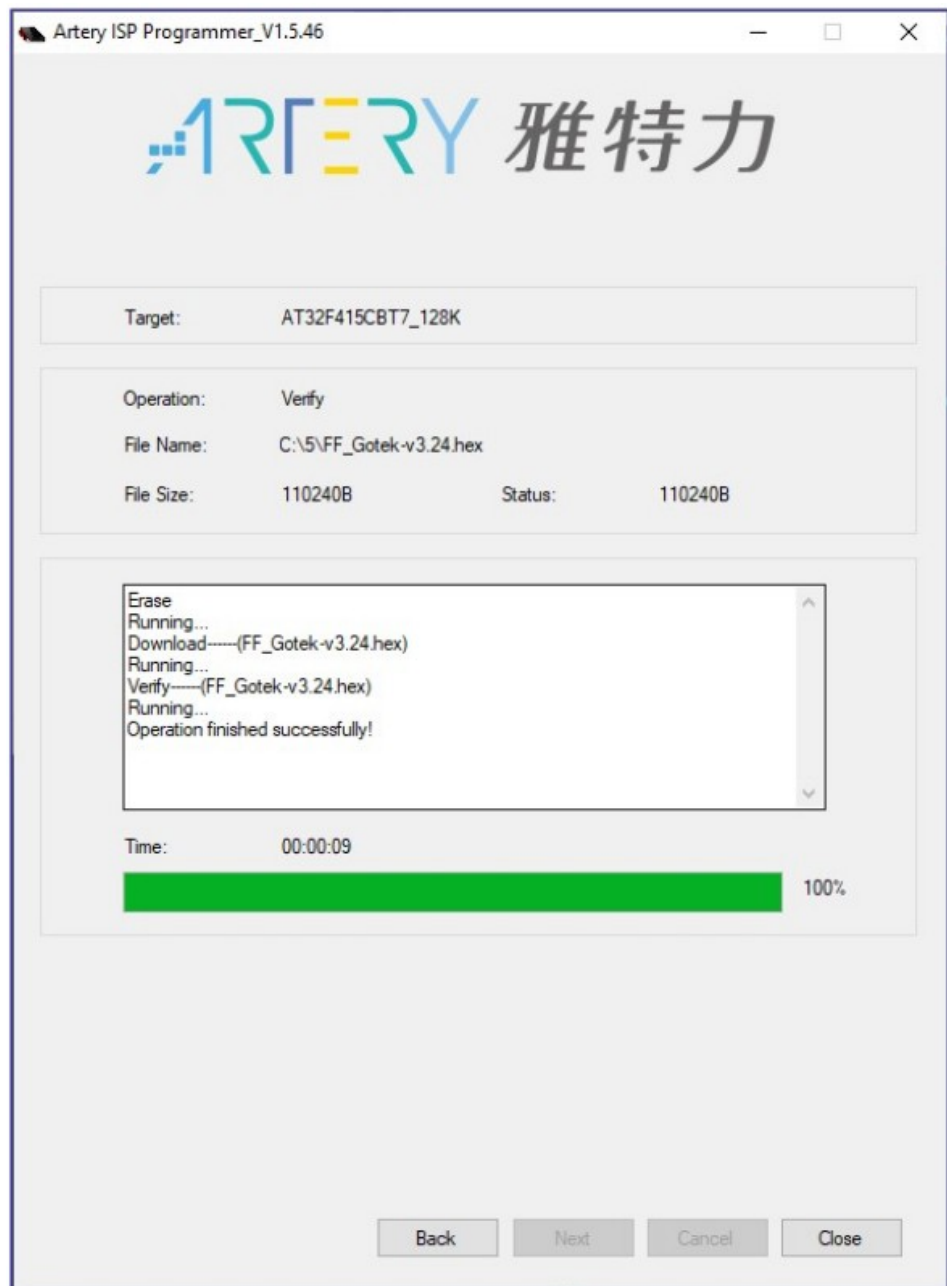 Artery ISP Programmer_V1.5.46
ARTERY 雅特力
Target: AT32F415CBT7_128K
Operation: Verify
File Name: C:\5\FF_Gotek-v3.24.hex
File Size: 110240B Status: 110240B
Erase
Running...
Download------(FF_Gotek-v3.24.hex)
Running...
Verify------(FF_Gotek-v3.24.hex)
Running...
Operation finished successfully!
Time: 00:00:09
100%
Back Next Cancel Close